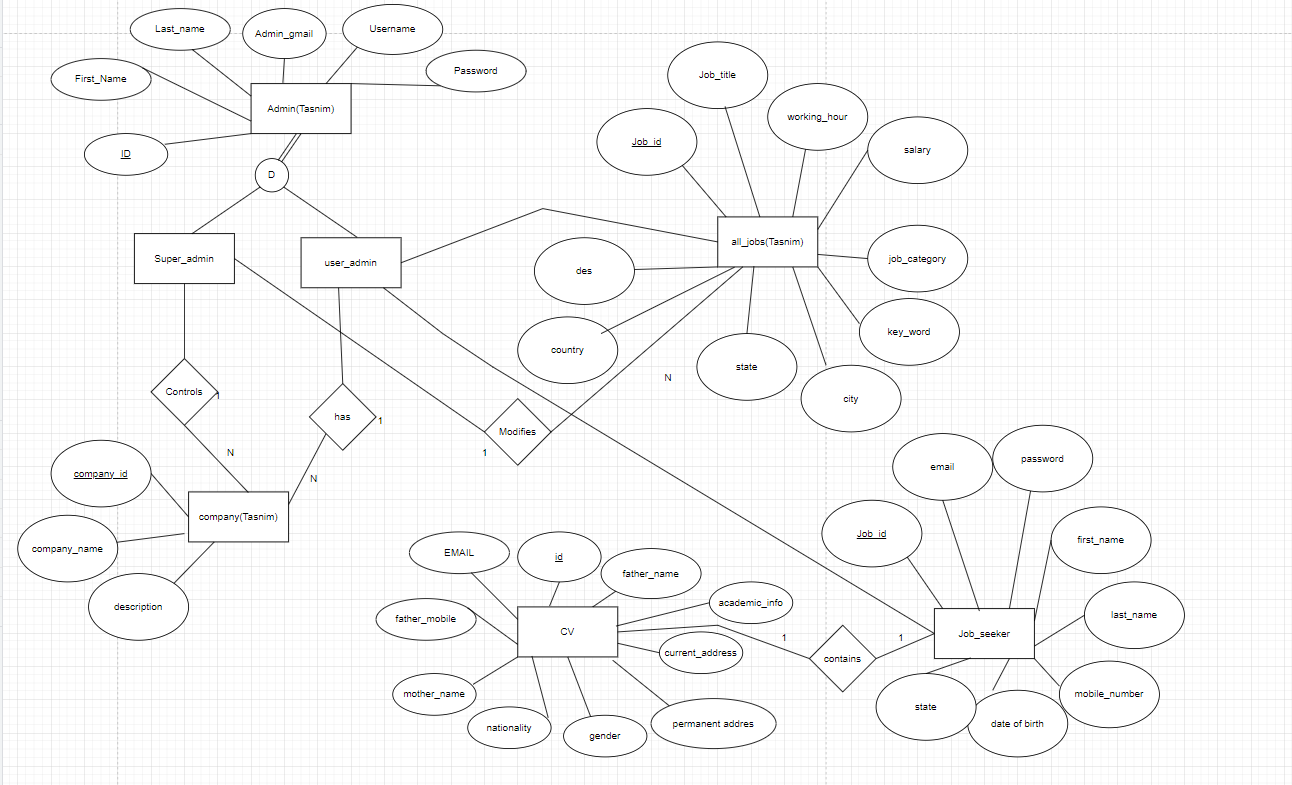 Last_name
Admin_gmail
Username
First_Name
Password
Admin(Tasnim)
ID
D
Super_admin
user_admin
Job_title
working_hour
Job_id
salary
all_jobs(Tasnim)
des
job_category
country
key_word
state
city
N
Controls
1
has
1
Modifies
1
N
N
company_id
company(Tasnim)
company_name
description
email
password
Job_id
first_name
last_name
Job_seeker
mobile_number
state
date of birth
EMAIL
id
father_name
academic_info
father_mobile
CV
current_address
1
contains
1
mother_name
nationality
gender
permanent addres